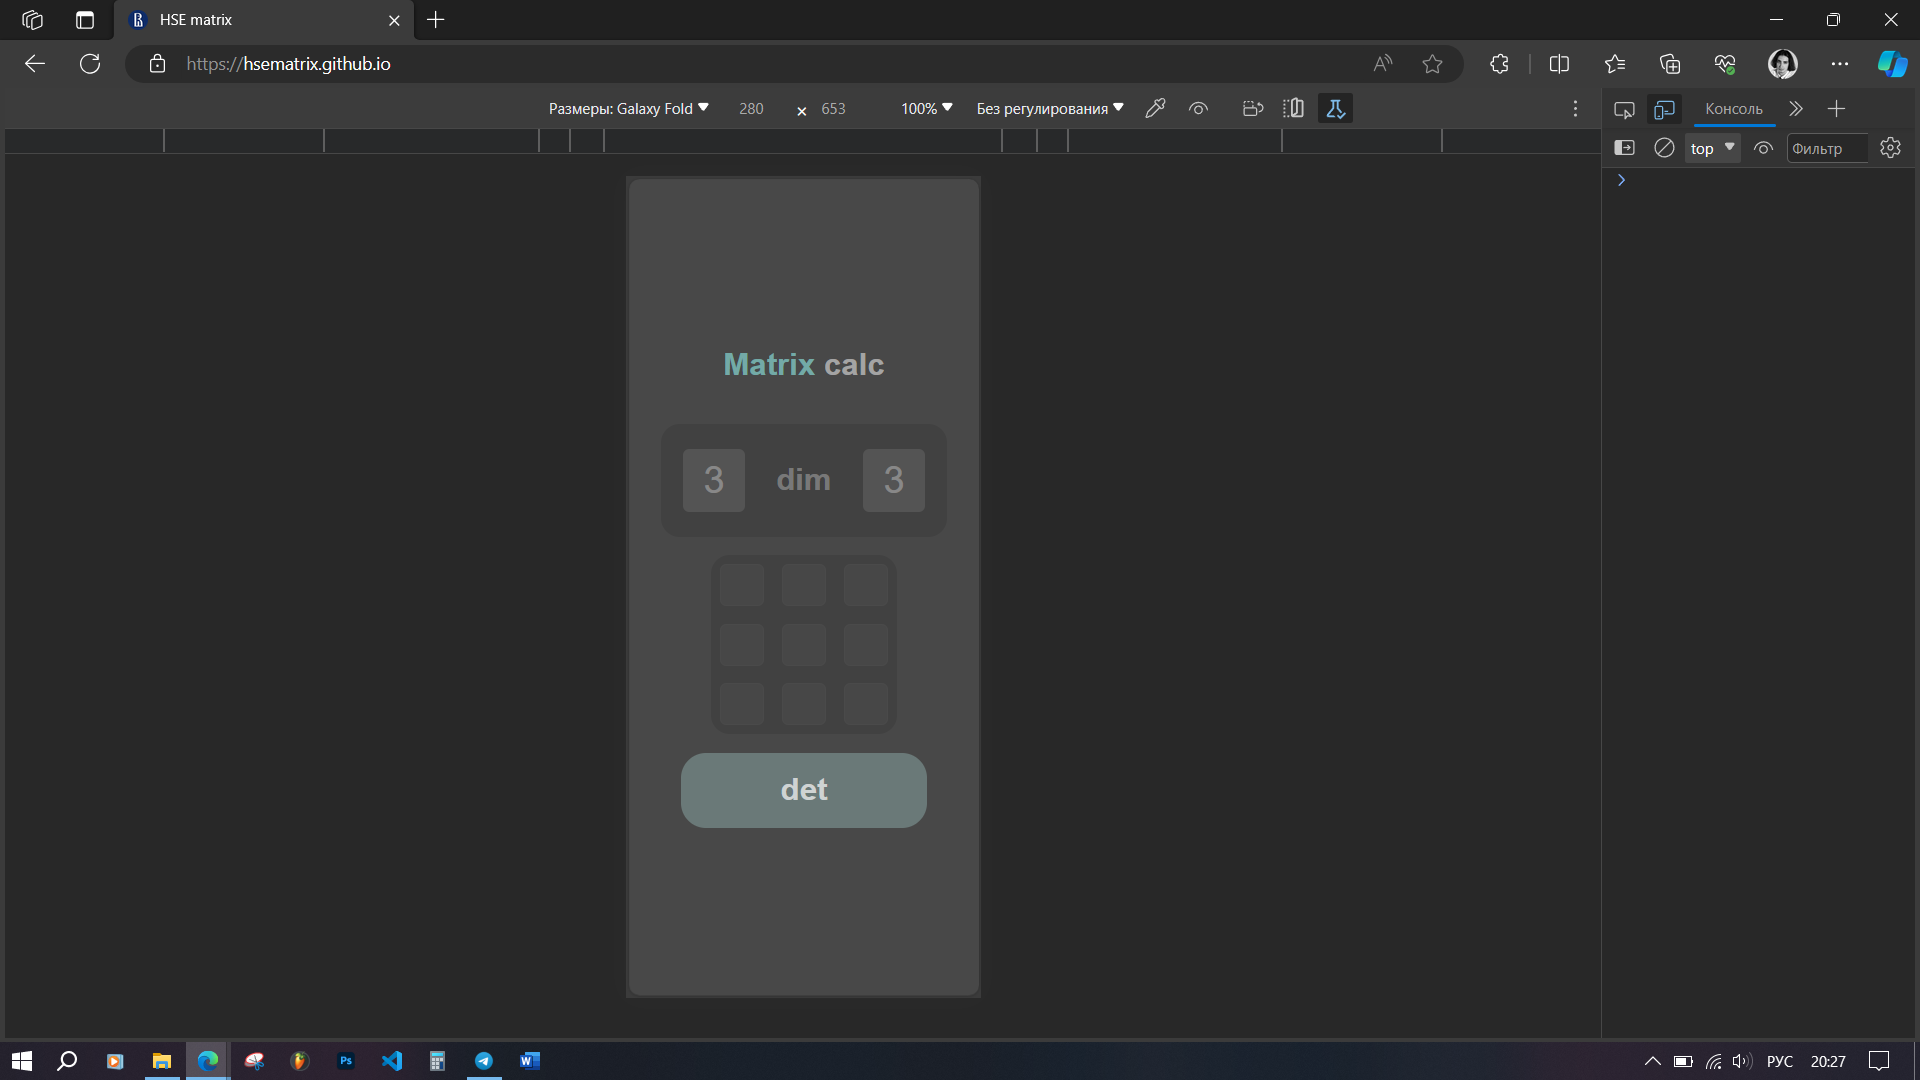 HSE matrix
https://hsematrix.github.io
Размеры: Galaxy Fold 280 × 653 100% Без регулирования
Консоль
top Фильтр
Matrix calc
3 dim 3
det
Ps
W
РУС 20:27